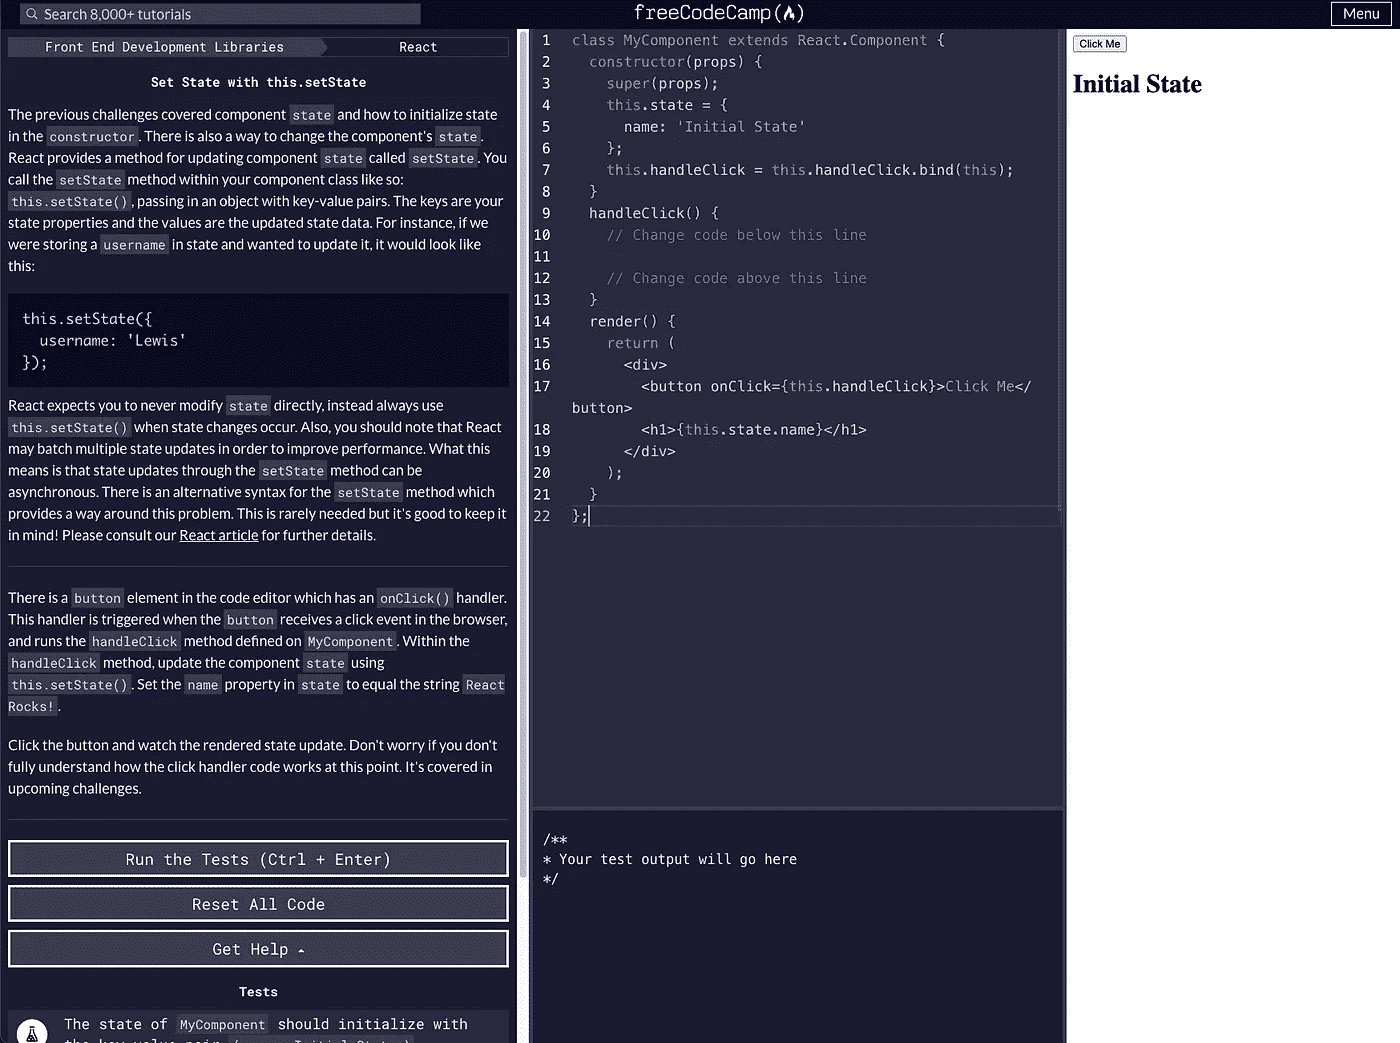 Search 8,000+ tutorials
freeCodeCamp
Menu
Front End Development Libraries
React
Set State with this.setState
The previous challenges covered component state and how to initialize state
in the constructor. There is also a way to change the component's state.
React provides a method for updating component state called setState. You
call the setState method within your component class like so:
this.setState(), passing in an object with key-value pairs. The keys are your
state properties and the values are the updated state data. For instance, if we
were storing a username in state and wanted to update it, it would look like
this:
this.setState({
  username: 'Lewis'
});
React expects you to never modify state directly, instead always use
this.setState() when state changes occur. Also, you should note that React
may batch multiple state updates in order to improve performance. What this
means is that state updates through the setState method can be
asynchronous. There is an alternative syntax for the setState method which
provides a way around this problem. This is rarely needed but it's good to keep it
in mind! Please consult our React article for further details.
There is a button element in the code editor which has an onClick() handler.
This handler is triggered when the button receives a click event in the browser,
and runs the handleClick method defined on MyComponent. Within the
handleClick method, update the component state using
this.setState(). Set the name property in state to equal the string React
Rocks!.
Click the button and watch the rendered state update. Don't worry if you don't
fully understand how the click handler code works at this point. It's covered in
upcoming challenges.
Run the Tests (Ctrl + Enter)
Reset All Code
Get Help
Tests
The state of MyComponent should initialize with
1 class MyComponent extends React.Component {
2   constructor(props) {
3     super(props);
4     this.state = {
5       name: 'Initial State'
6     };
7     this.handleClick = this.handleClick.bind(this);
8   }
9   handleClick() {
10     // Change code below this line
11
12     // Change code above this line
13   }
14   render() {
15     return (
16       <div>
17         <button onClick={this.handleClick}>Click Me</
button>
18         <h1>{this.state.name}</h1>
19       </div>
20     );
21   }
22 };
/**
* Your test output will go here
*/
Click Me
Initial State